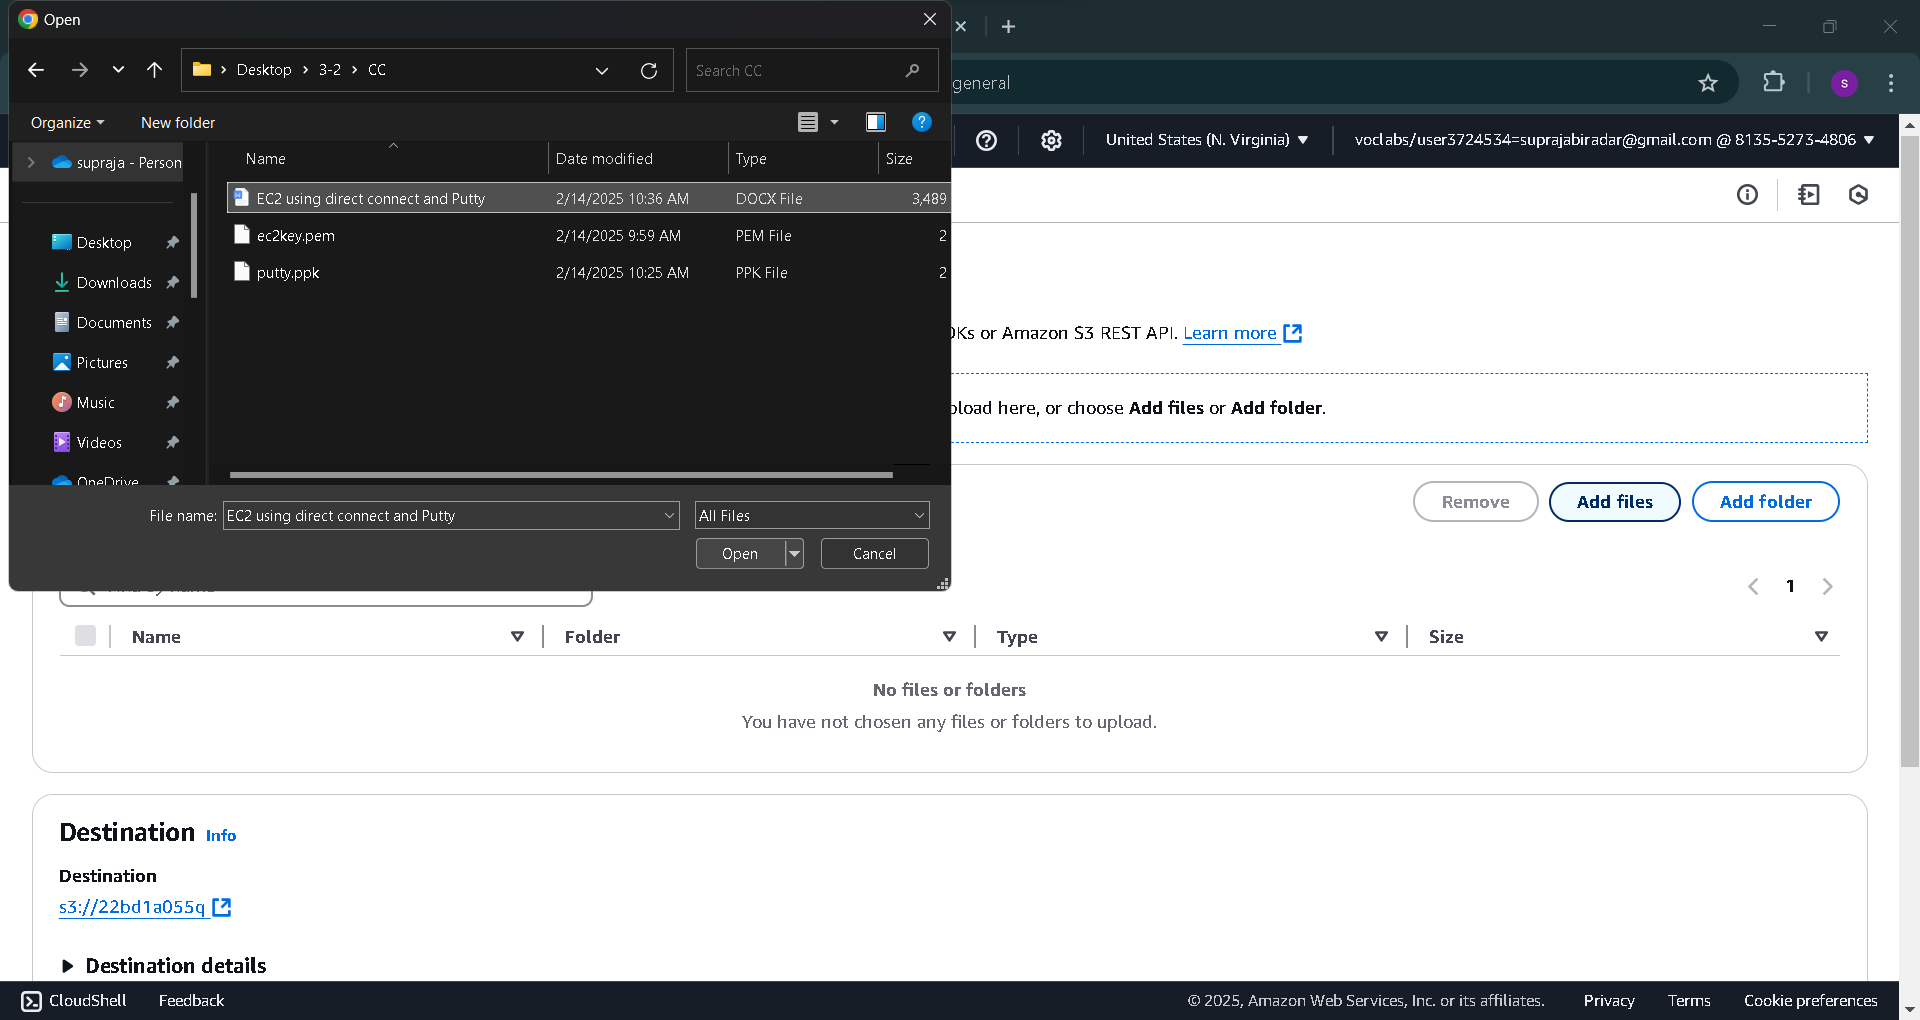 Open
Desktop > 3-2 > CC
Search CC
general
Organize
New folder
United States (N. Virginia)
voclabs/user3724534=suprajabiradar@gmail.com @ 8135-5273-4806
supraja - Person
Name
Date modified
Type
Size
EC2 using direct connect and Putty
2/14/2025 10:36 AM
DOCX File
3,489
ec2key.pem
2/14/2025 9:59 AM
PEM File
2
putty.ppk
2/14/2025 10:25 AM
PPK File
2
Desktop
Downloads
Documents
Pictures
Music
Videos
OneDrive
or Amazon S3 REST API. Learn more
here, or choose Add files or Add folder.
File name:
EC2 using direct connect and Putty
All Files
Open
Cancel
Remove
Add files
Add folder
1
Name
Folder
Type
Size
No files or folders
You have not chosen any files or folders to upload.
Destination Info
Destination
s3://22bd1a055q
Destination details
CloudShell
Feedback
© 2025, Amazon Web Services, Inc. or its affiliates.
Privacy
Terms
Cookie preferences
S